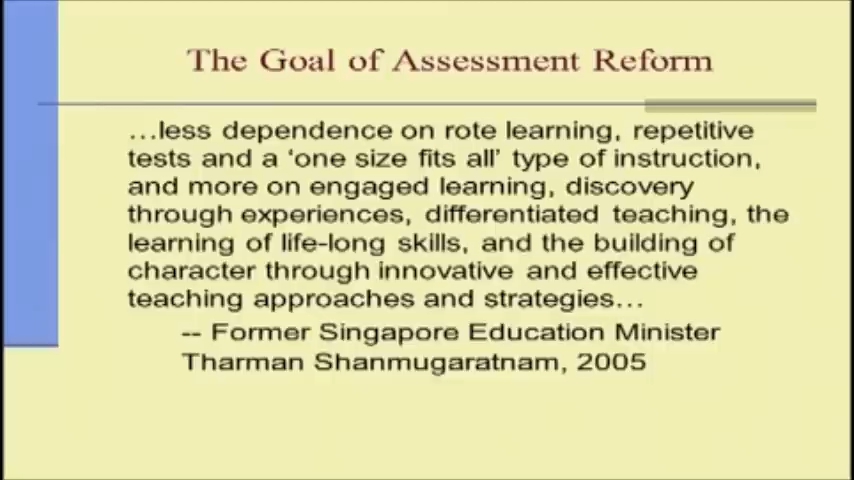 The Goal of Assessment Reform
...less dependence on rote learning, repetitive
tests and a ‘one size fits all’ type of instruction,
and more on engaged learning, discovery
through experiences, differentiated teaching, the
learning of life-long skills, and the building of
character through innovative and effective
teaching approaches and strategies...
-- Former Singapore Education Minister
Tharman Shanmugaratnam, 2005